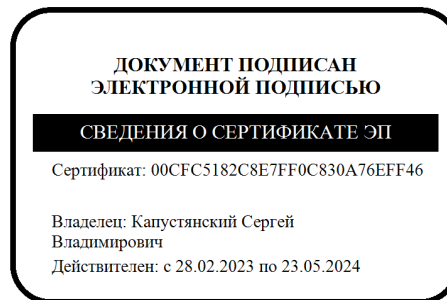 ДОКУМЕНТ ПОДПИСАН
ЭЛЕКТРОННОЙ ПОДПИСЬЮ
СВЕДЕНИЯ О СЕРТИФИКАТЕ ЭП
Сертификат: 00CFC5182C8E7FF0C830A76EFF46
Владелец: Капустянский Сергей
Владимирович
Действителен: с 28.02.2023 по 23.05.2024